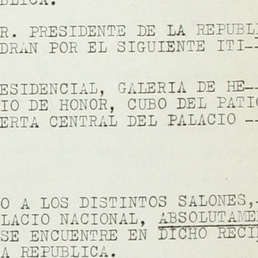 BLICA.
R. PRESIDENTE DE LA REPUBLI
DRAN POR EL SIGUIENTE ITI--
ESIDENCIAL, GALERIA DE HE--
IO DE HONOR, CUBO DEL PATIO
ERTA CENTRAL DEL PALACIO --
O A LOS DISTINTOS SALONES,
LACIO NACIONAL, ABSOLUTAME
SE ENCUENTRE EN DICHO RECI
A REPUBLICA.